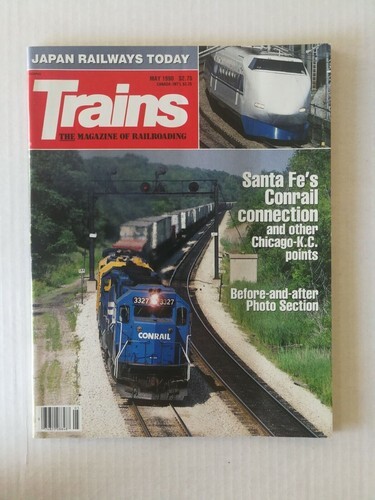 JAPAN RAILWAYS TODAY
MAY 1990 $2.75
Trains
THE MAGAZINE OF RAILROADING
Santa Fe's
Conrail
connection
and other
Chicago-K.C.
points
Before-and-after
Photo Section
3327 3327
CONRAIL